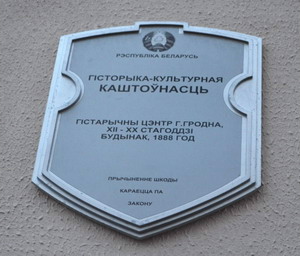 РЭСПУБЛІКА БЕЛАРУСЬ
ГІСТОРЫКА-КУЛЬТУРНАЯ
КАШТОЎНАСЦЬ
ГІСТАРЫЧНЫ ЦЭНТР Г.ГРОДНА,
XII - XX СТАГОДДЗІ
БУДЫНАК, 1888 ГОД
ПРЫЧЫНЕННЕ ШКОДЫ
КАРАЕЦЦА ПА
ЗАКОНУ